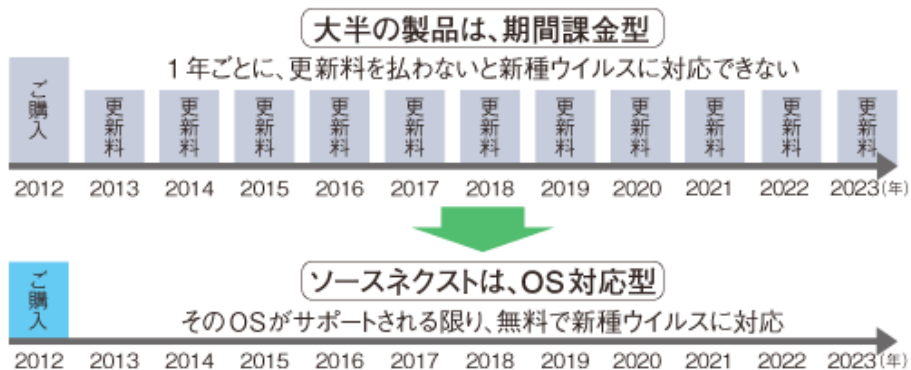 大半の製品は、期間課金型
1年ごとに、更新料を払わないと新種ウイルスに対応できない
ご購入
更新料
更新料
更新料
更新料
更新料
更新料
更新料
更新料
更新料
更新料
更新料
2012 2013 2014 2015 2016 2017 2018 2019 2020 2021 2022 2023(年)
ソースネクストは、OS対応型
そのOSがサポートされる限り、無料で新種ウイルスに対応
ご購入
2012 2013 2014 2015 2016 2017 2018 2019 2020 2021 2022 2023(年)